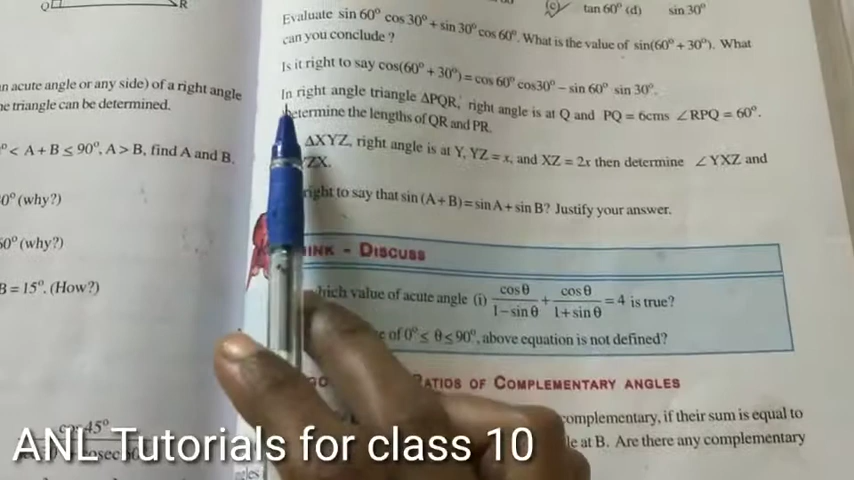 Q
R
n acute angle or any side) of a right angle
he triangle can be determined.
0° < A + B ≤ 90°, A > B, find A and B.
0° (why?)
60° (why?)
B = 15°. (How?)
cos 45°
(c) tan 60° (d) sin 30°
Evaluate sin 60° cos 30° + sin 30° cos 60°. What is the value of sin(60° + 30°). What
can you conclude ?
Is it right to say cos(60° + 30°) = cos 60° cos30° – sin 60° sin 30°.
In right angle triangle ΔPQR, right angle is at Q and PQ = 6cms ∠RPQ = 60°.
etermine the lengths of QR and PR.
ΔXYZ, right angle is at Y, YZ = x, and XZ = 2x then determine ∠YXZ and
YZX.
right to say that sin (A + B) = sin A + sin B? Justify your answer.
INK – DISCUSS
hich value of acute angle (i) cosθ/1–sinθ + cosθ/1+sinθ = 4 is true?
e of 0° ≤ θ ≤ 90°, above equation is not defined?
RATIOS OF COMPLEMENTARY ANGLES
complementary, if their sum is equal to
le at B. Are there any complementary
ANL Tutorials for class 10